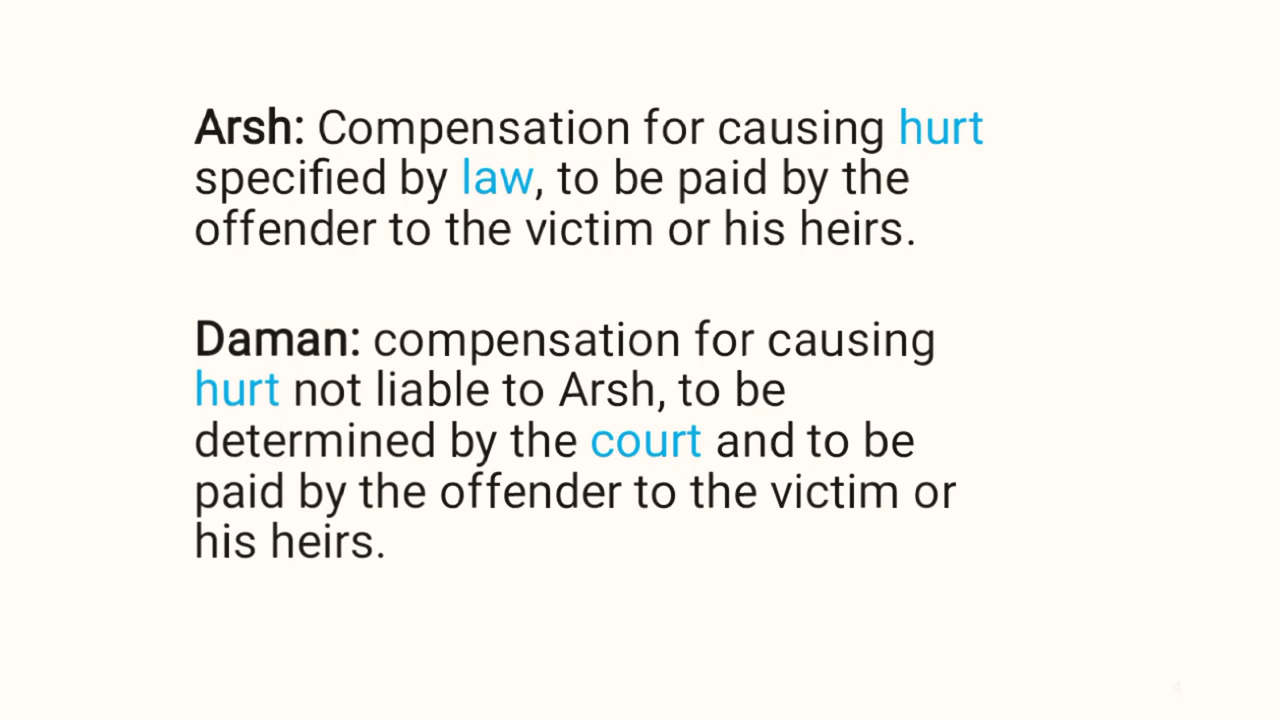 Arsh: Compensation for causing hurt
specified by law, to be paid by the
offender to the victim or his heirs.
Daman: compensation for causing
hurt not liable to Arsh, to be
determined by the court and to be
paid by the offender to the victim or
his heirs.
4